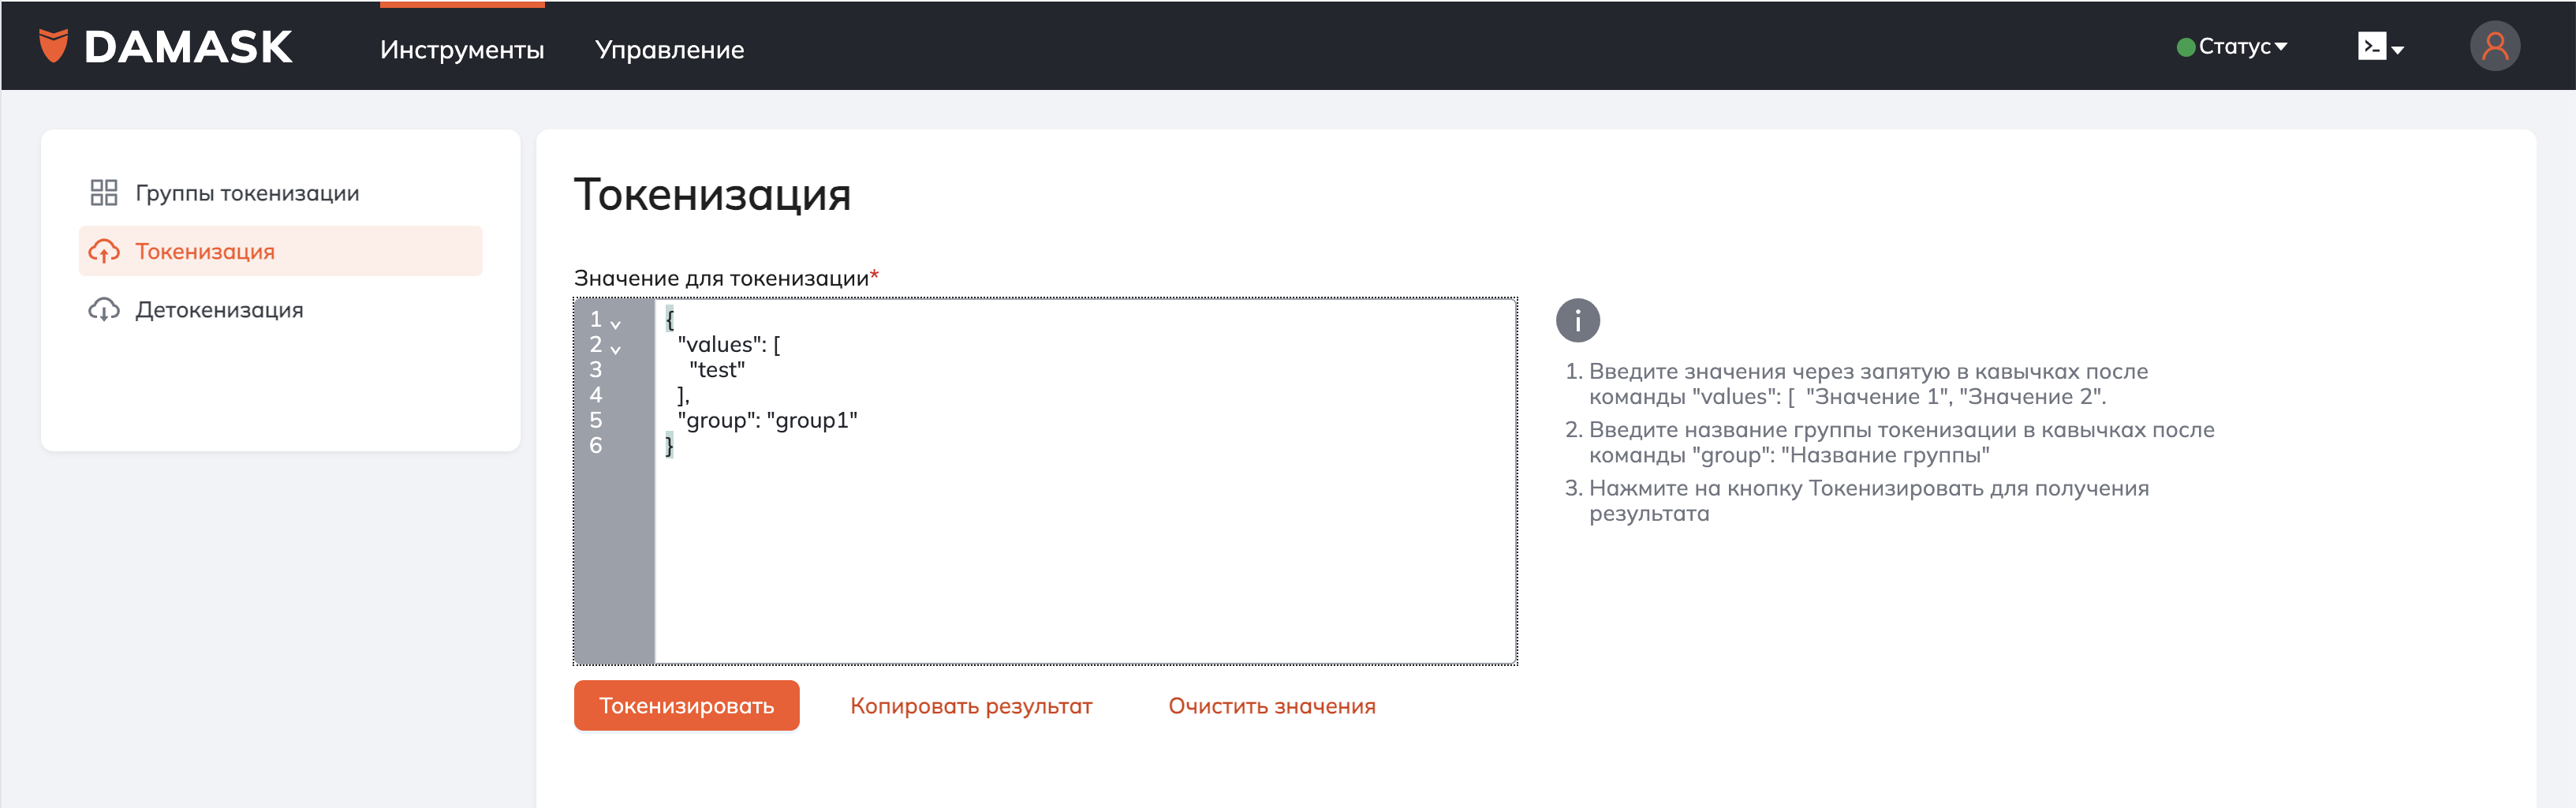 DAMASK
Инструменты
Управление
Статус
Группы токенизации
Токенизация
Детокенизация
Токенизация
Значение для токенизации*
1 {
2 "values": [
3 "test"
4 ],
5 "group": "group1"
6 }
Токенизировать
Копировать результат
Очистить значения
i
1. Введите значения через запятую в кавычках после
команды "values": [  "Значение 1", "Значение 2".
2. Введите название группы токенизации в кавычках после
команды "group": "Название группы"
3. Нажмите на кнопку Токенизировать для получения
результата